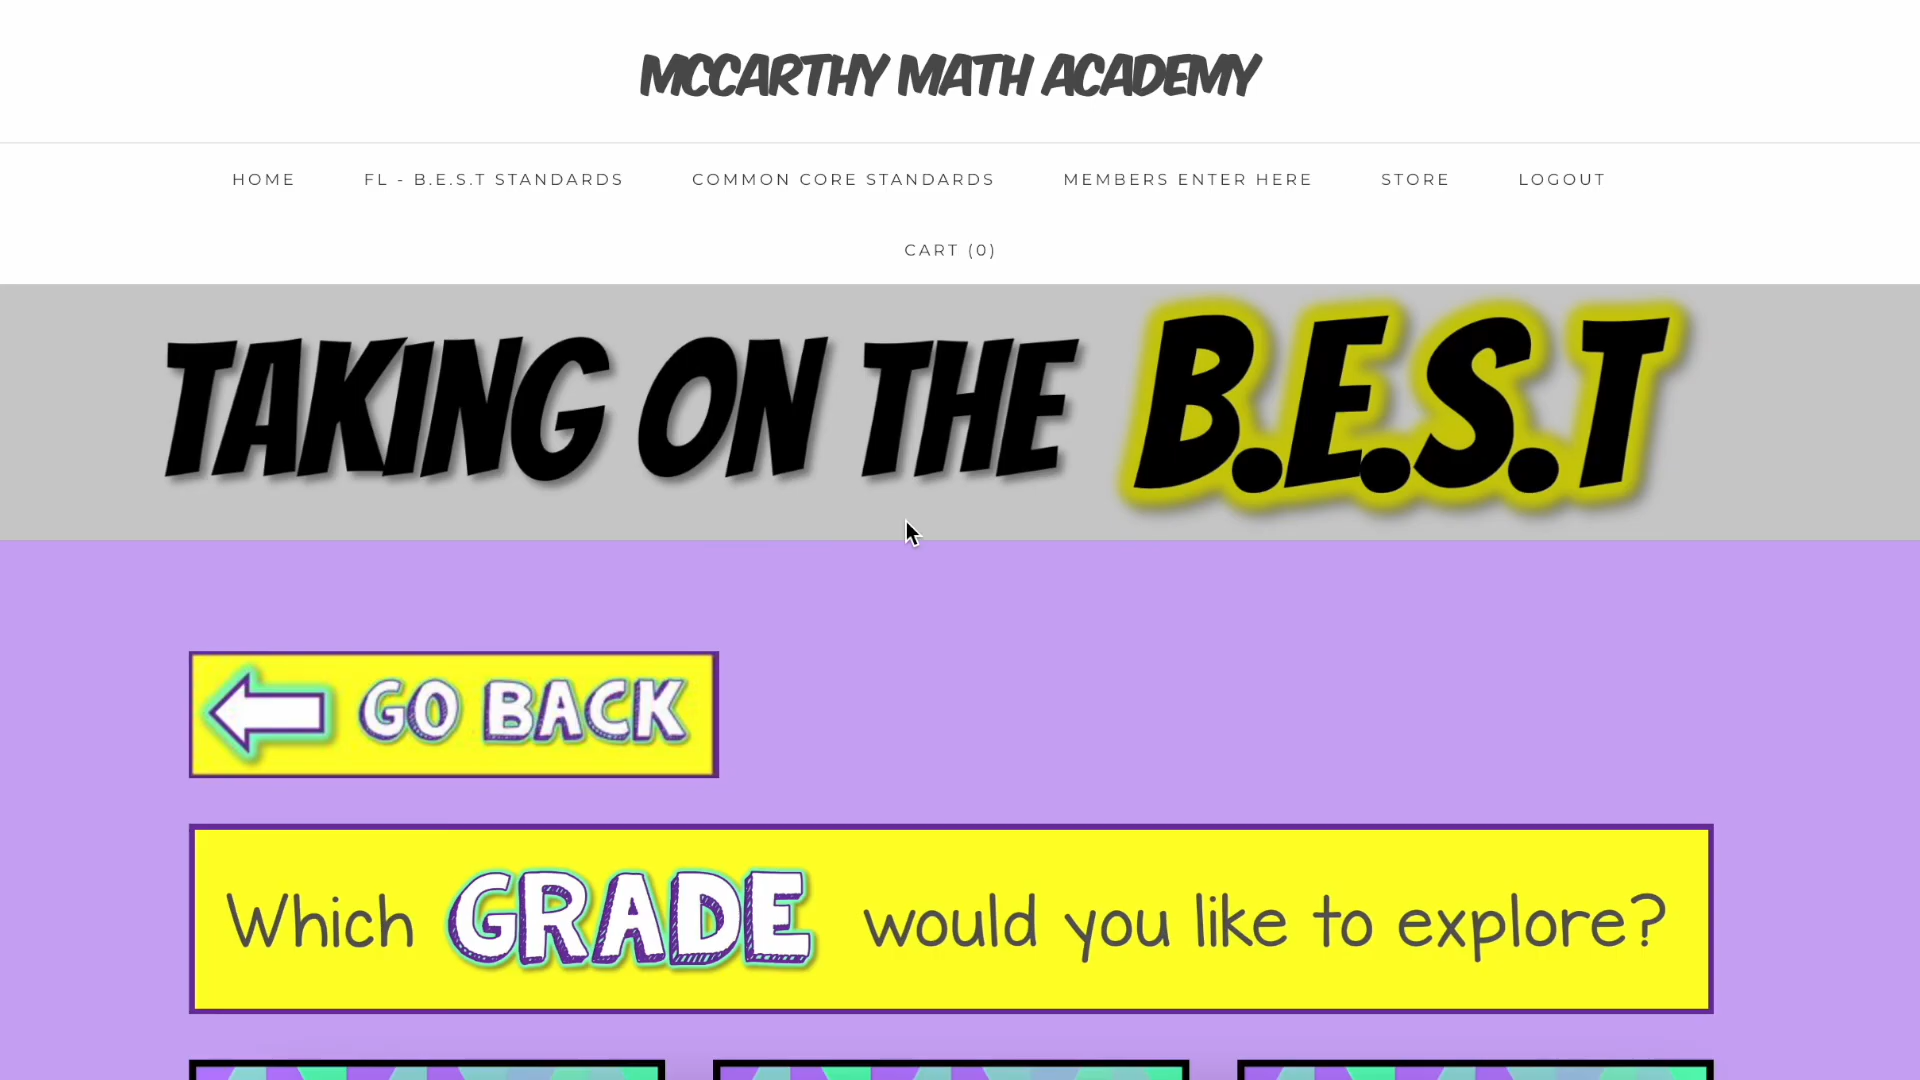 MCCARTHY MATH ACADEMY
HOME FL - B.E.S.T STANDARDS COMMON CORE STANDARDS MEMBERS ENTER HERE STORE LOGOUT
CART (0)
TAKING ON THE B.E.S.T
GO BACK
Which GRADE would you like to explore?